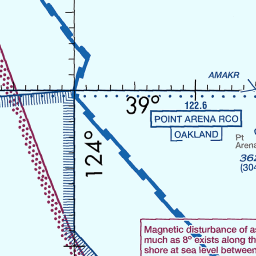 AMAKR
122.6
39°
POINT ARENA RCO
OAKLAND
Pt
Arena
124°
362
(304
Magnetic disturbance of as
much as 8° exists along th
shore at sea level between